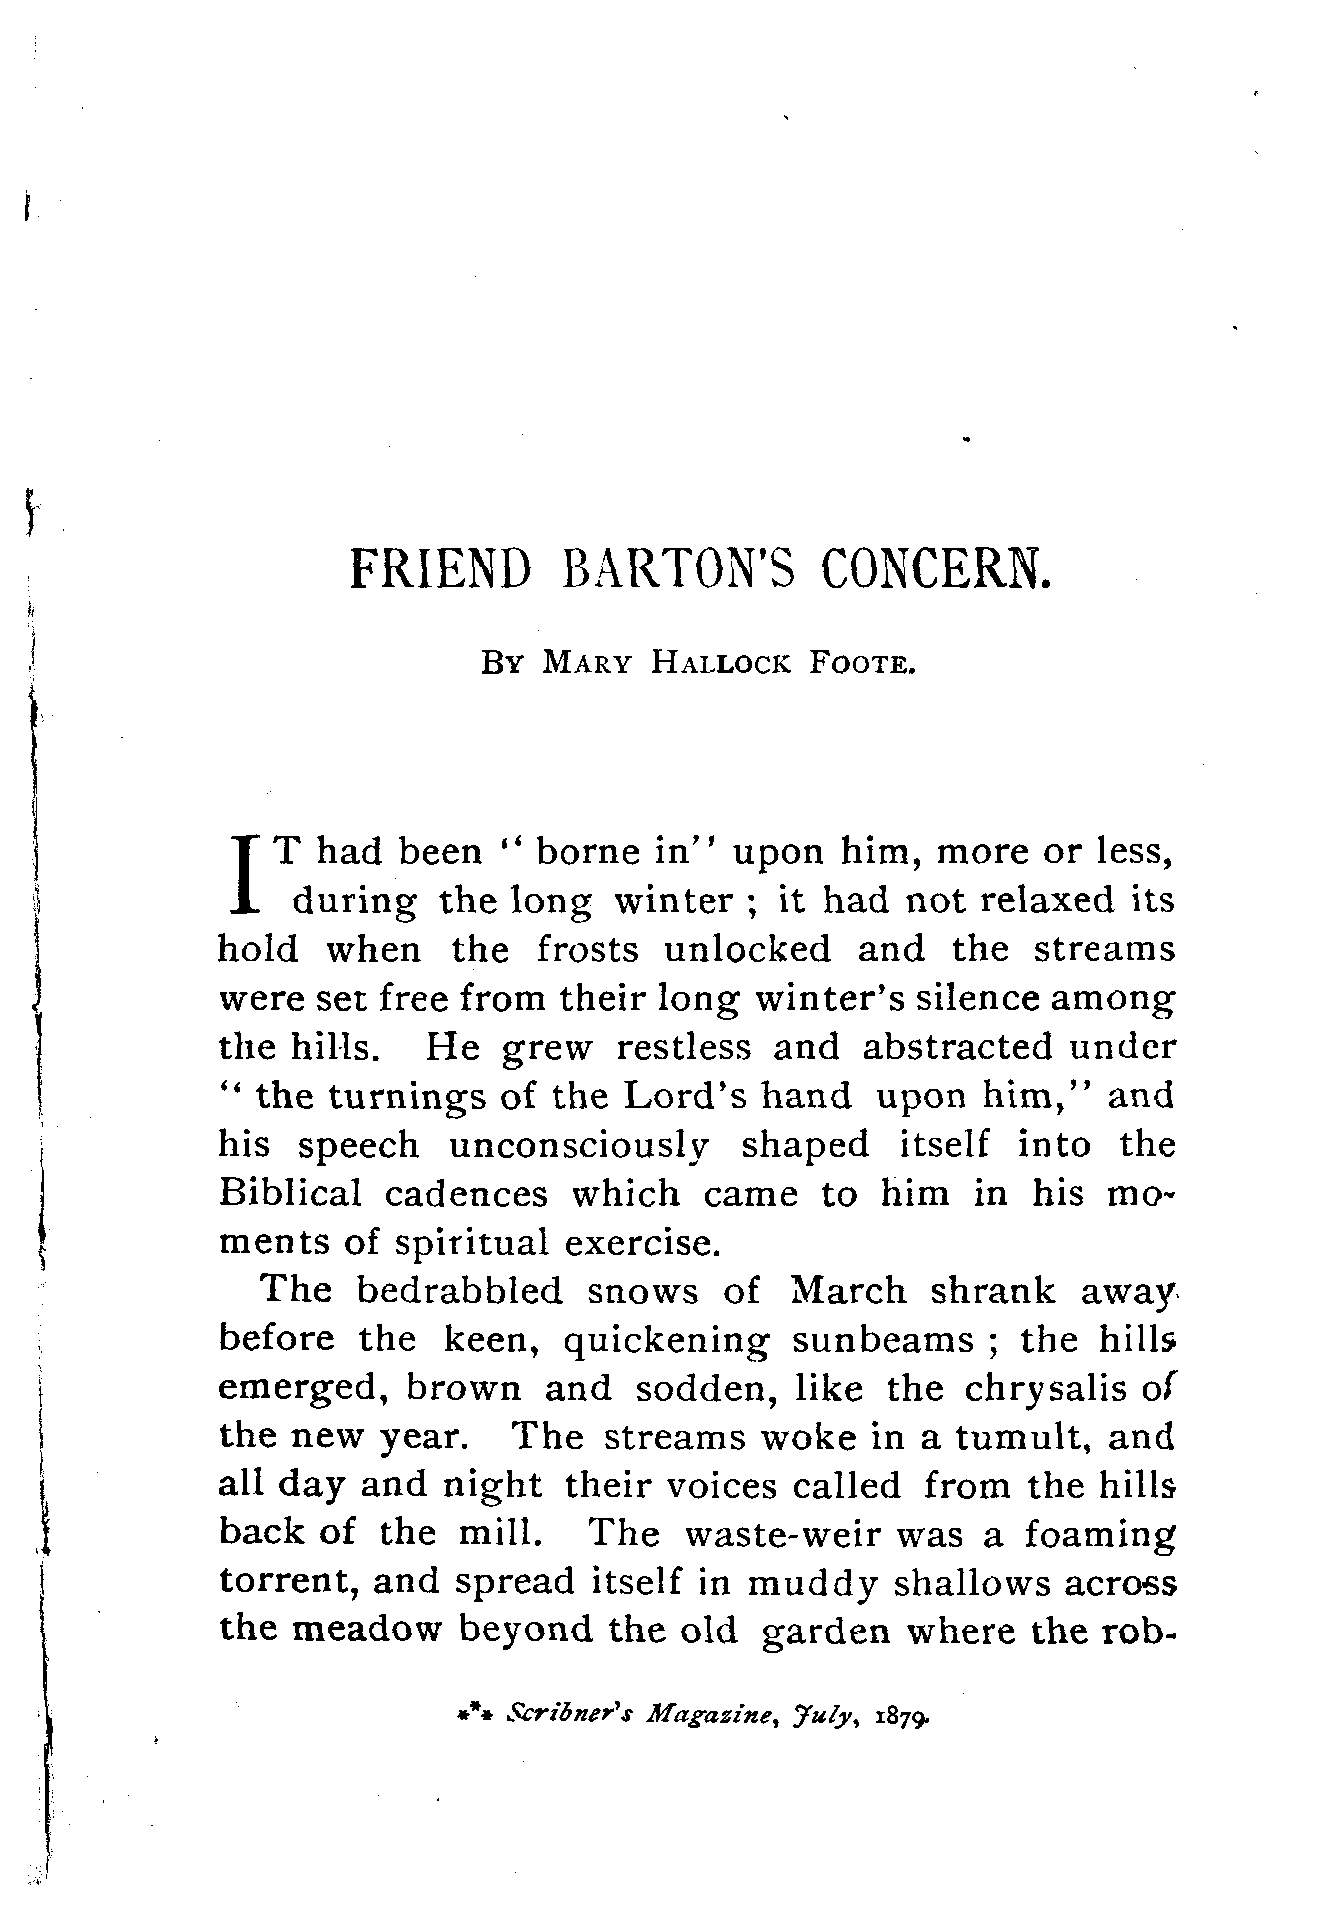 FRIEND BARTON'S CONCERN.
BY MARY HALLOCK FOOTE.
IT had been "borne in" upon him, more or less,
during the long winter; it had not relaxed its
hold when the frosts unlocked and the streams
were set free from their long winter's silence among
the hills. He grew restless and abstracted under
"the turnings of the Lord's hand upon him," and
his speech unconsciously shaped itself into the
Biblical cadences which came to him in his mo-
ments of spiritual exercise.
The bedrabbled snows of March shrank away
before the keen, quickening sunbeams; the hills
emerged, brown and sodden, like the chrysalis of
the new year. The streams woke in a tumult, and
all day and night their voices called from the hills
back of the mill. The waste-weir was a foaming
torrent, and spread itself in muddy shallows across
the meadow beyond the old garden where the rob-
*** Scribner's Magazine, July, 1879.